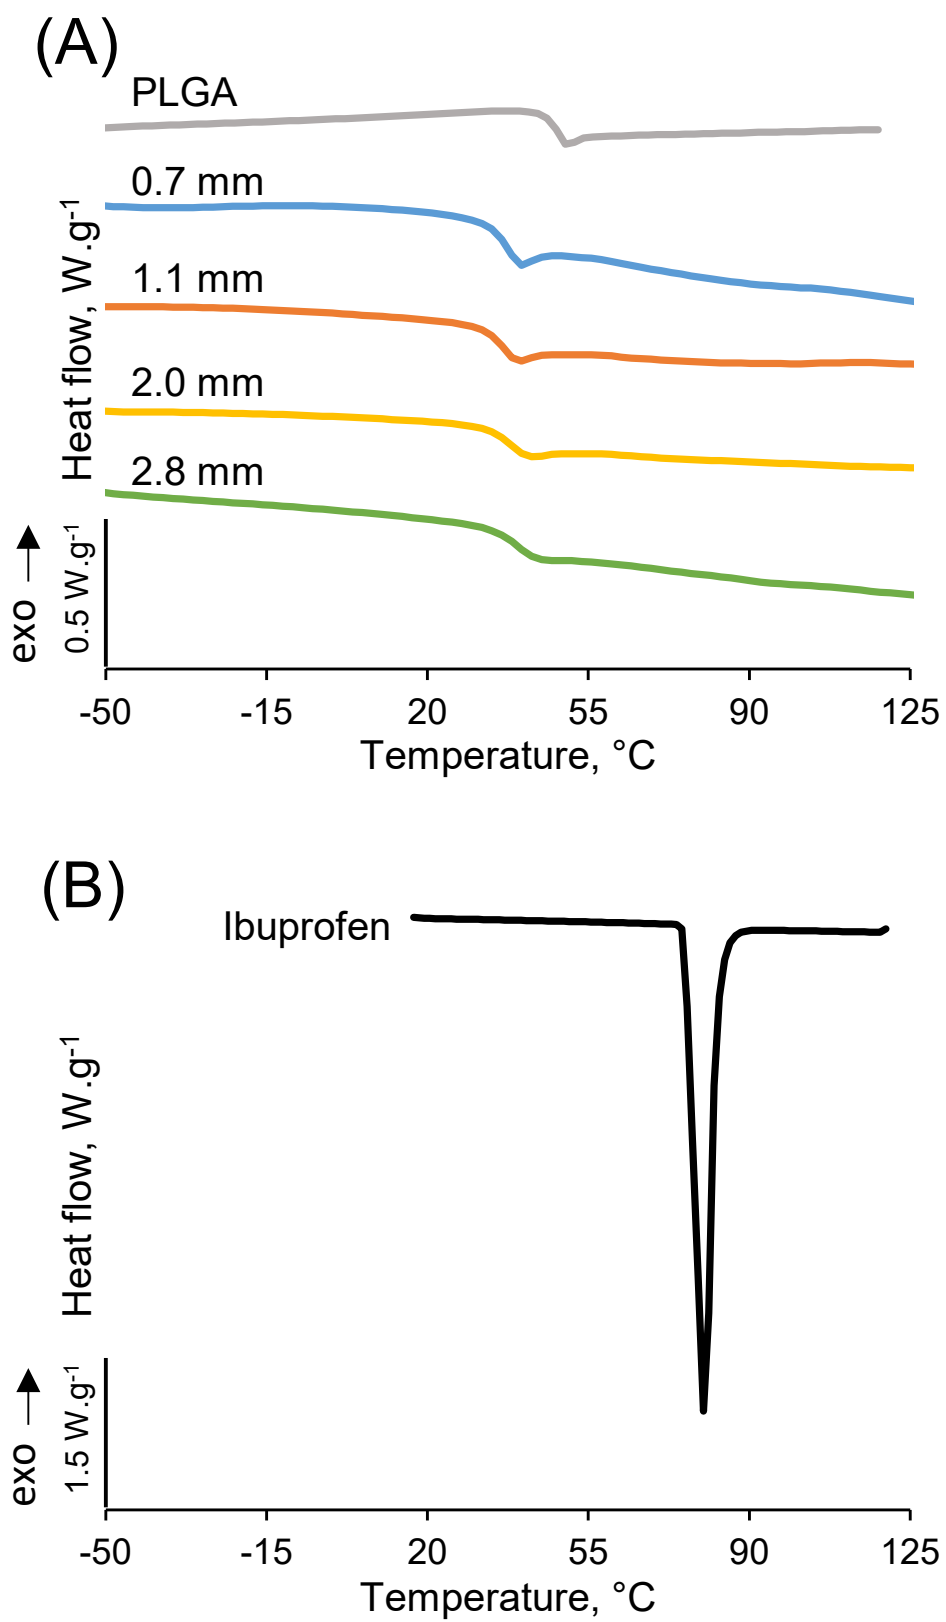 (A)
PLGA
0.7 mm
1.1 mm
2.0 mm
2.8 mm
Heat flow, W.g⁻¹
exo
0.5 W.g⁻¹
-50 -15 20 55 90 125
Temperature, °C
(B)
Ibuprofen
Heat flow, W.g⁻¹
exo
1.5 W.g⁻¹
-50 -15 20 55 90 125
Temperature, °C